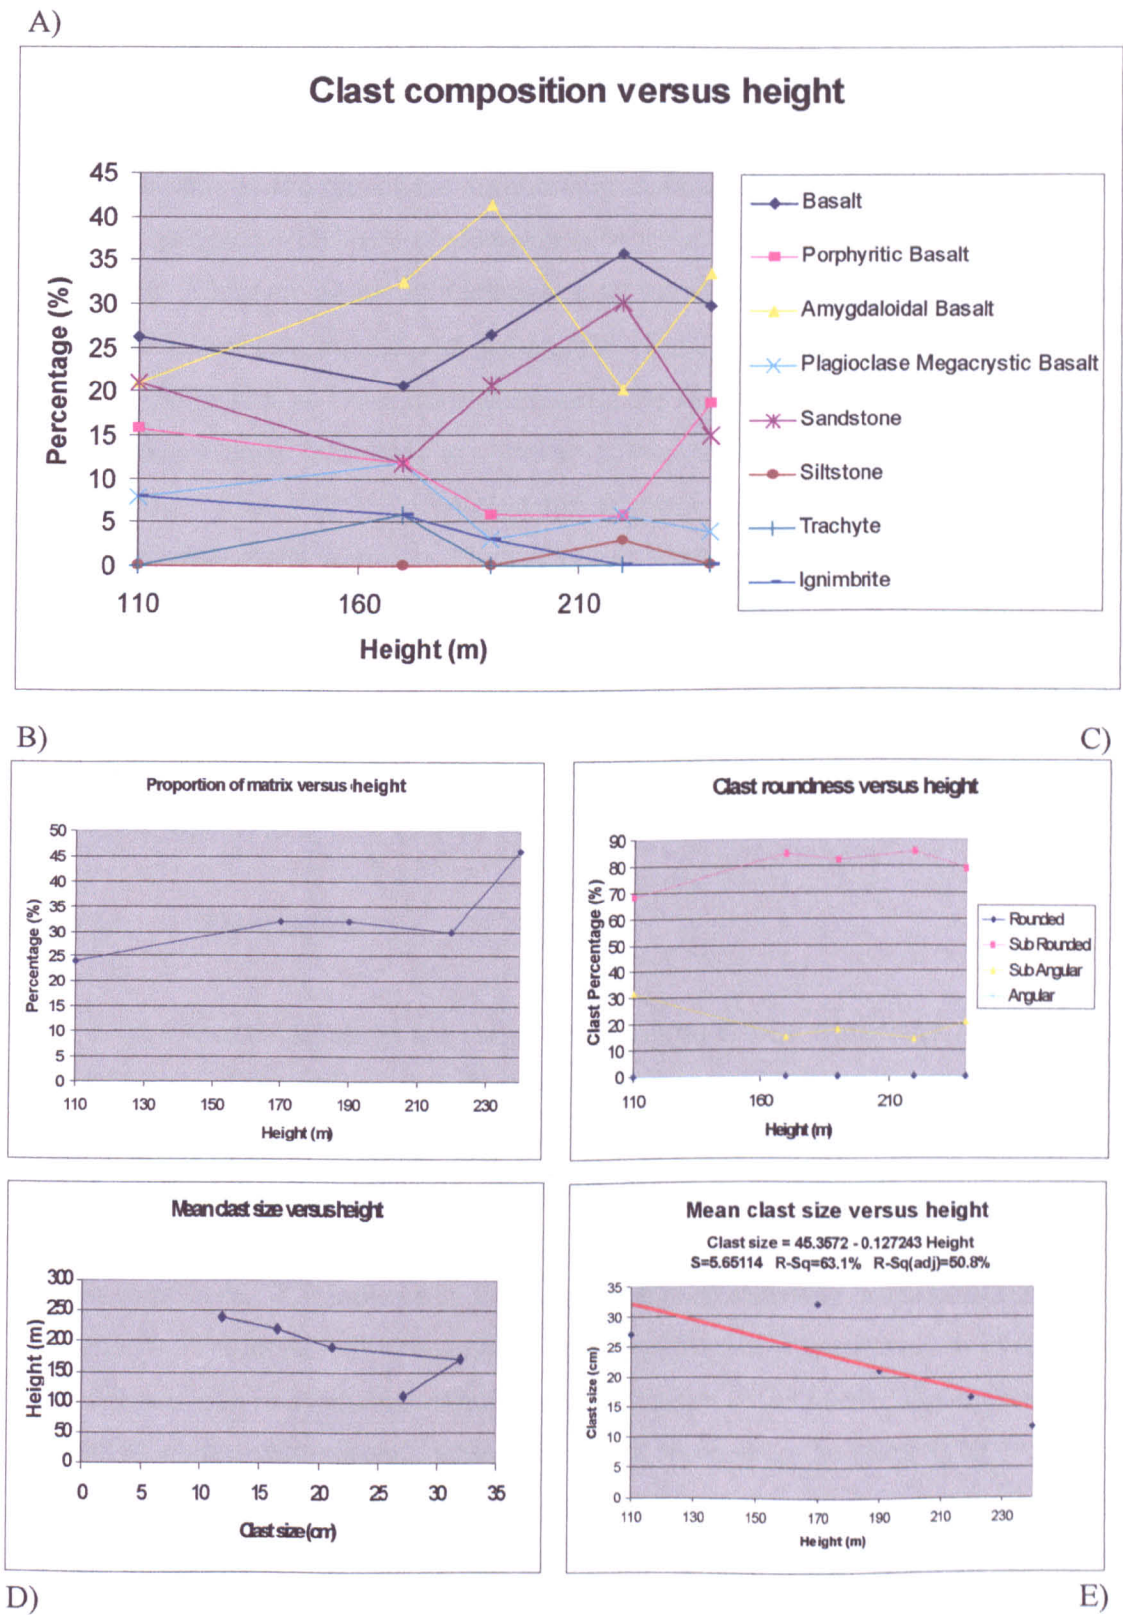 A)
Clast composition versus height
45
40
35
30
25
20
15
10
5
0
Percentage (%)
110 160 210
Height (m)
Basalt
Porphyritic Basalt
Amygdaloidal Basalt
Plagioclase Megacrystic Basalt
Sandstone
Siltstone
Trachyte
Ignimbrite
B)
C)
Proportion of matrix versus height
50
45
40
35
30
25
20
15
10
5
0
Percentage (%)
110 130 150 170 190 210 230
Height (m)
Clast roundness versus height
90
80
70
60
50
40
30
20
10
0
Clast Percentage (%)
110 160 210
Height (m)
Rounded
Sub Rounded
Sub Angular
Angular
Mean clast size versus height
300
250
200
150
100
50
0
Height (m)
0 5 10 15 20 25 30 35
Clast size (cm)
Mean clast size versus height
Clast size = 45.3572 - 0.127243 Height
S=5.65114 R-Sq=63.1% R-Sq(adj)=50.8%
35
30
25
20
15
10
5
0
Clast size (cm)
110 130 150 170 190 210 230
Height (m)
D)
E)